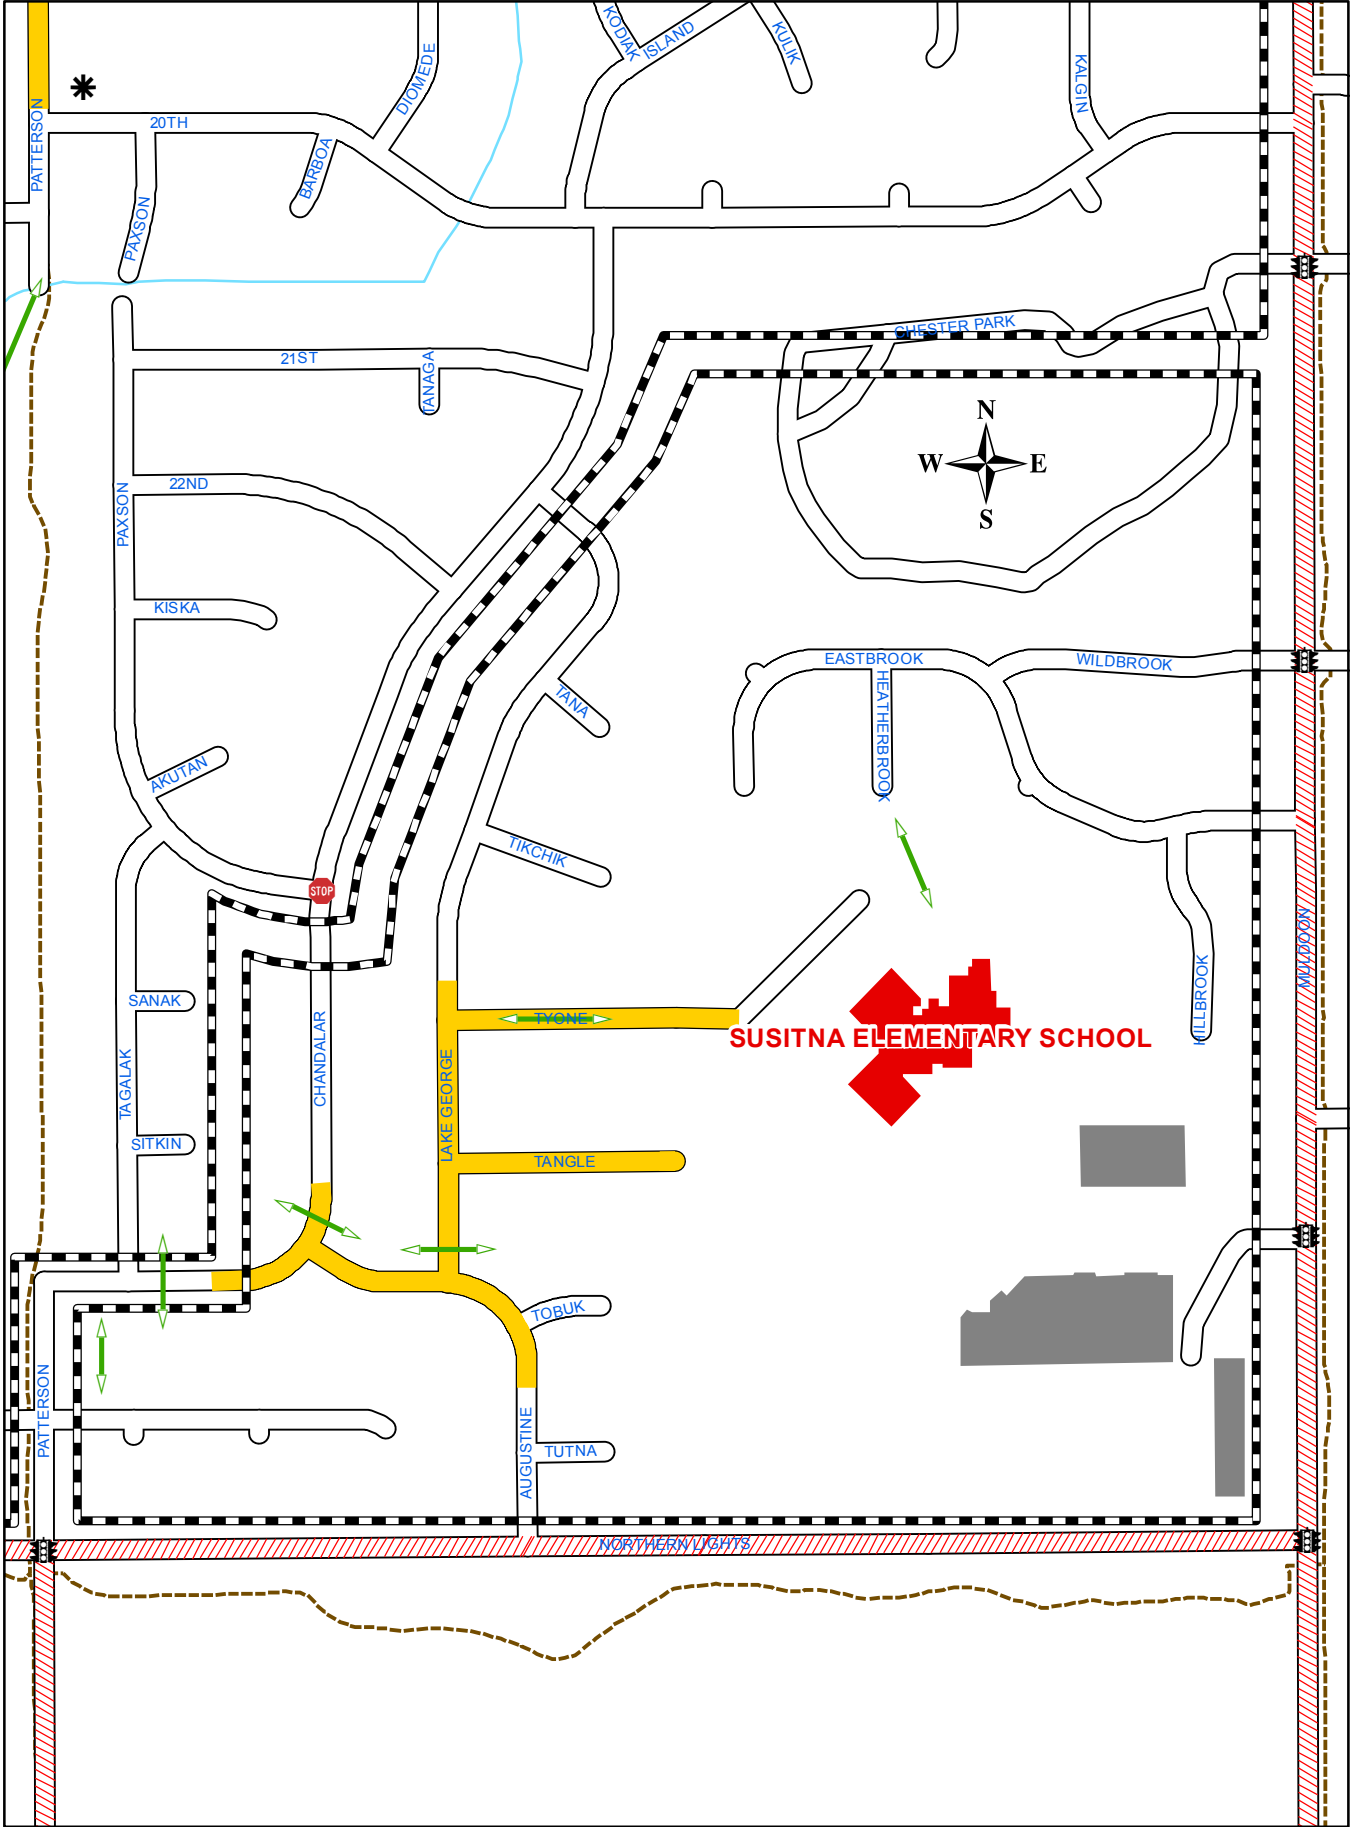 KODIAK
ISLAND
KULIK
DIOMEDE
KALGIN
PATTERSON
20TH
BARBOA
PAXSON
CHESTER PARK
21ST
TANAGA
N
W
E
S
22ND
PAXSON
KISKA
EASTBROOK
WILDBROOK
HEATHERBROOK
TANA
AKUTAN
TIKCHIK
STOP
MULDOON
HILLBROOK
SANAK
TYONE
SUSITNA ELEMENTARY SCHOOL
CHANDALAR
TAGALAK
LAKE GEORGE
SITKIN
TANGLE
TOBUK
PATTERSON
AUGUSTINE
TUTNA
NORTHERN LIGHTS